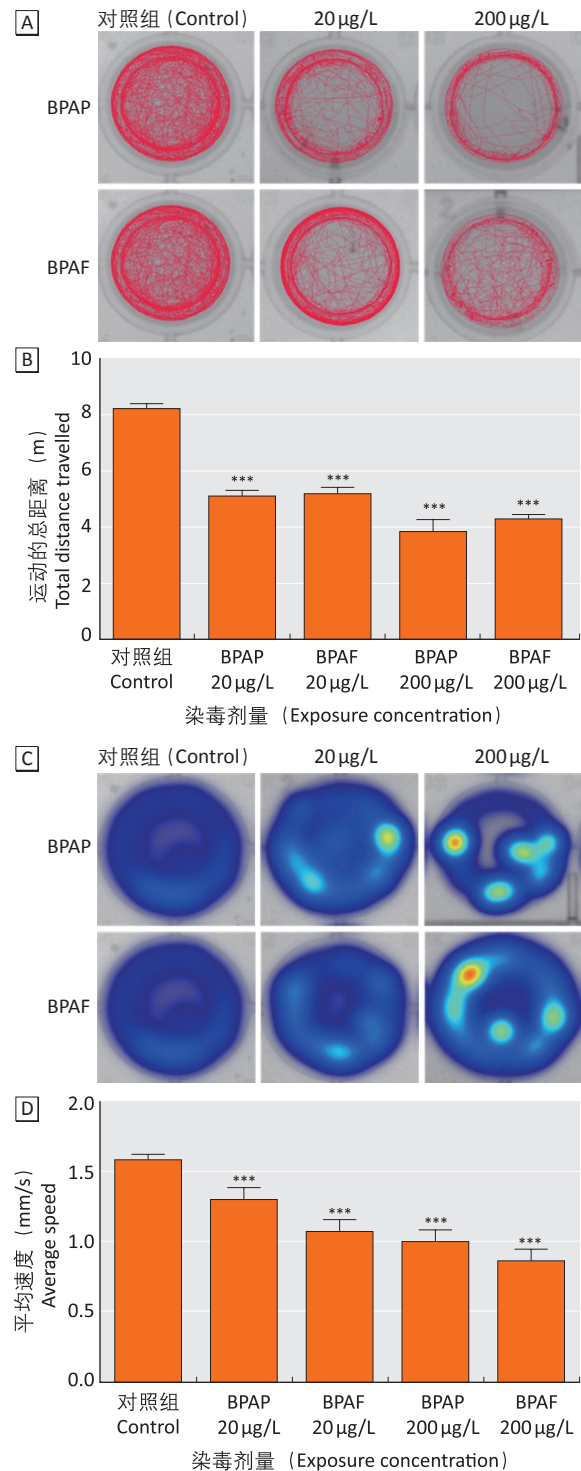 A
对照组 (Control)
20 μg/L
200 μg/L
BPAP
BPAF
B
10
8
6
4
2
0
运动的总距离 (m)
Total distance travelled
***
***
***
***
对照组
Control
BPAP
20 μg/L
BPAF
20 μg/L
BPAP
200 μg/L
BPAF
200 μg/L
染毒剂量 (Exposure concentration)
C
对照组 (Control)
20 μg/L
200 μg/L
BPAP
BPAF
D
2.0
1.5
1.0
0.5
0.0
平均速度 (mm/s)
Average speed
***
***
***
***
对照组
Control
BPAP
20 μg/L
BPAF
20 μg/L
BPAP
200 μg/L
BPAF
200 μg/L
染毒剂量 (Exposure concentration)